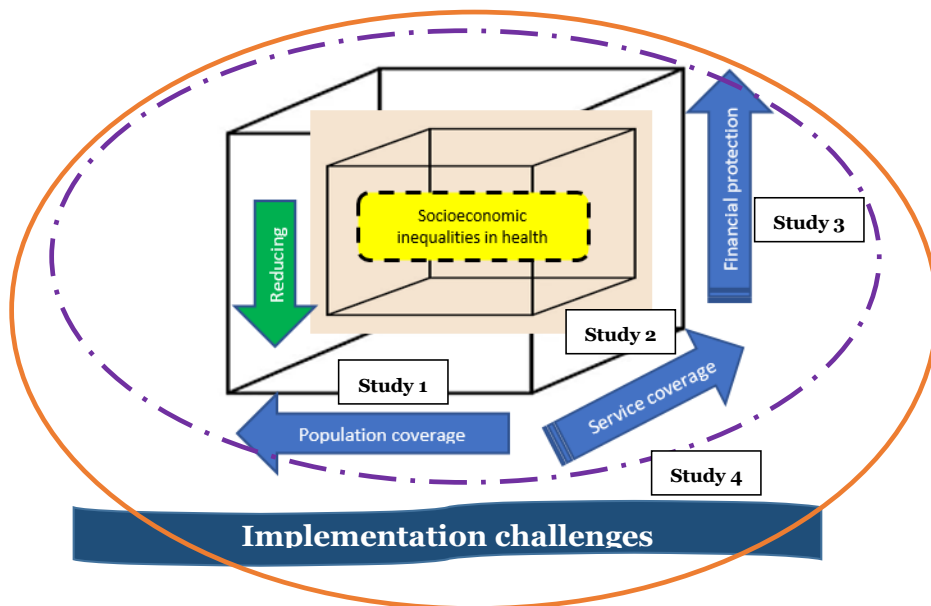 Financial protection
Study 3
Socioeconomic
inequalities in health
Reducing
Study 2
Study 1
Service coverage
Population coverage
Study 4
Implementation challenges